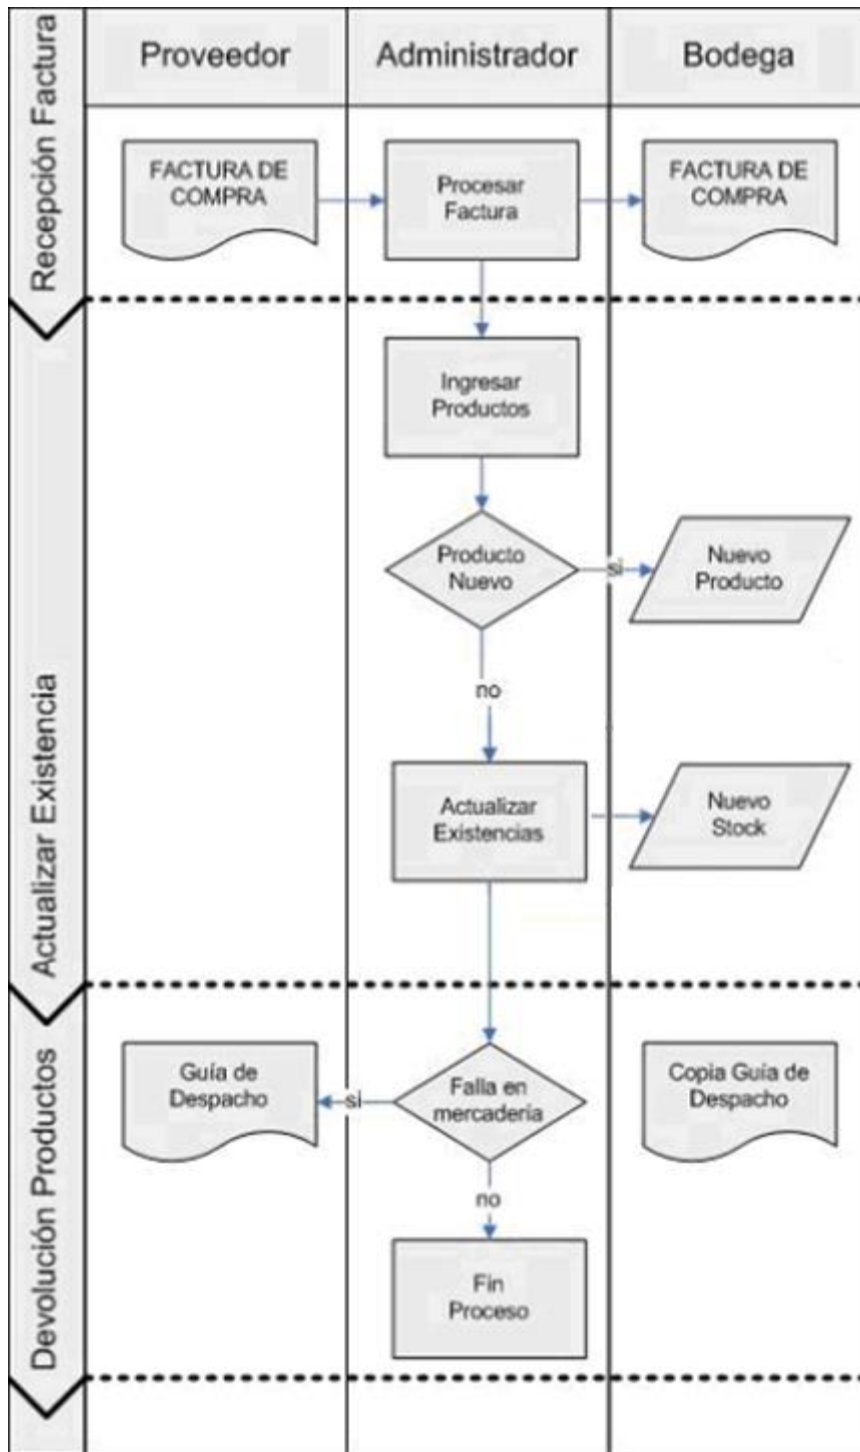 Proveedor
Administrador
Bodega
Recepción Factura
FACTURA DE
COMPRA
Procesar
Factura
FACTURA DE
COMPRA
Actualizar Existencia
Ingresar
Productos
Producto
Nuevo
si
Nuevo
Producto
no
Actualizar
Existencias
Nuevo
Stock
Devolución Productos
Guía de
Despacho
si
Falla en
mercadería
Copia Guía de
Despacho
no
Fin
Proceso